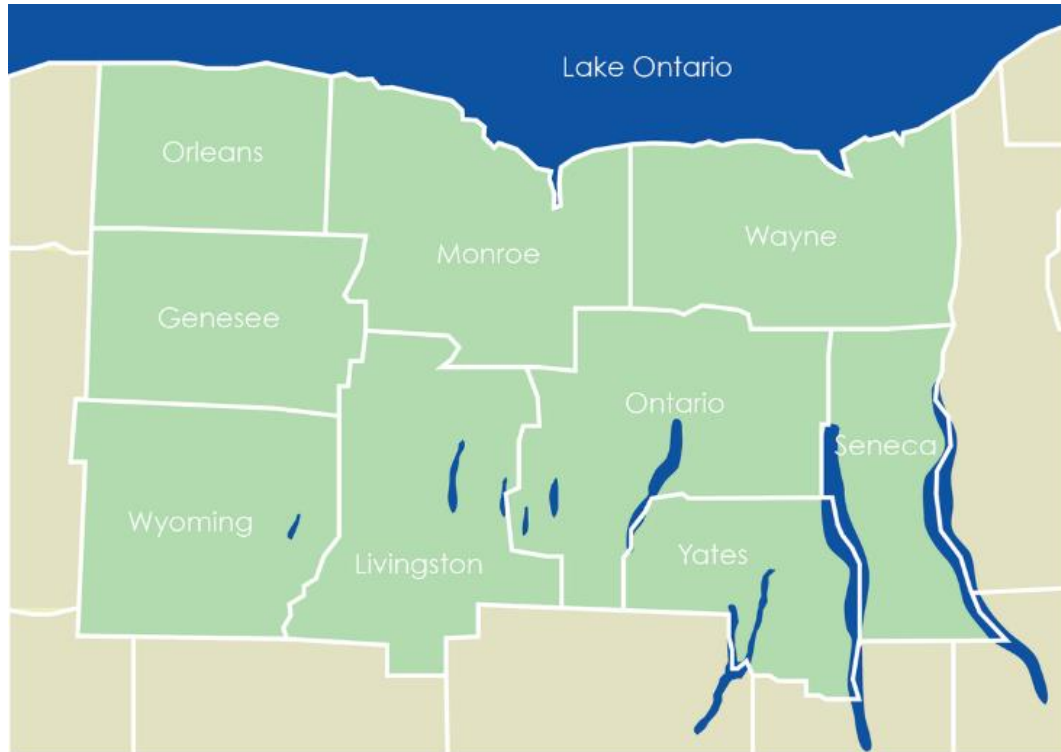 Lake Ontario
Orleans
Monroe
Wayne
Genesee
Ontario
Seneca
Wyoming
Livingston
Yates